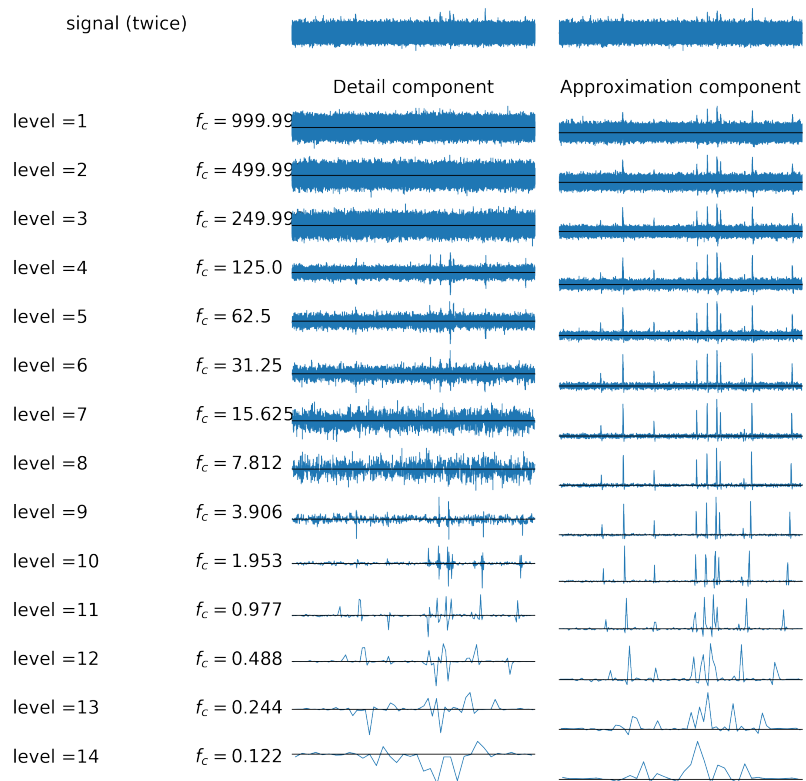 signal (twice)
Detail component Approximation component
level =1 f_c = 999.99
level =2 f_c = 499.99
level =3 f_c = 249.99
level =4 f_c = 125.0
level =5 f_c = 62.5
level =6 f_c = 31.25
level =7 f_c = 15.625
level =8 f_c = 7.812
level =9 f_c = 3.906
level =10 f_c = 1.953
level =11 f_c = 0.977
level =12 f_c = 0.488
level =13 f_c = 0.244
level =14 f_c = 0.122